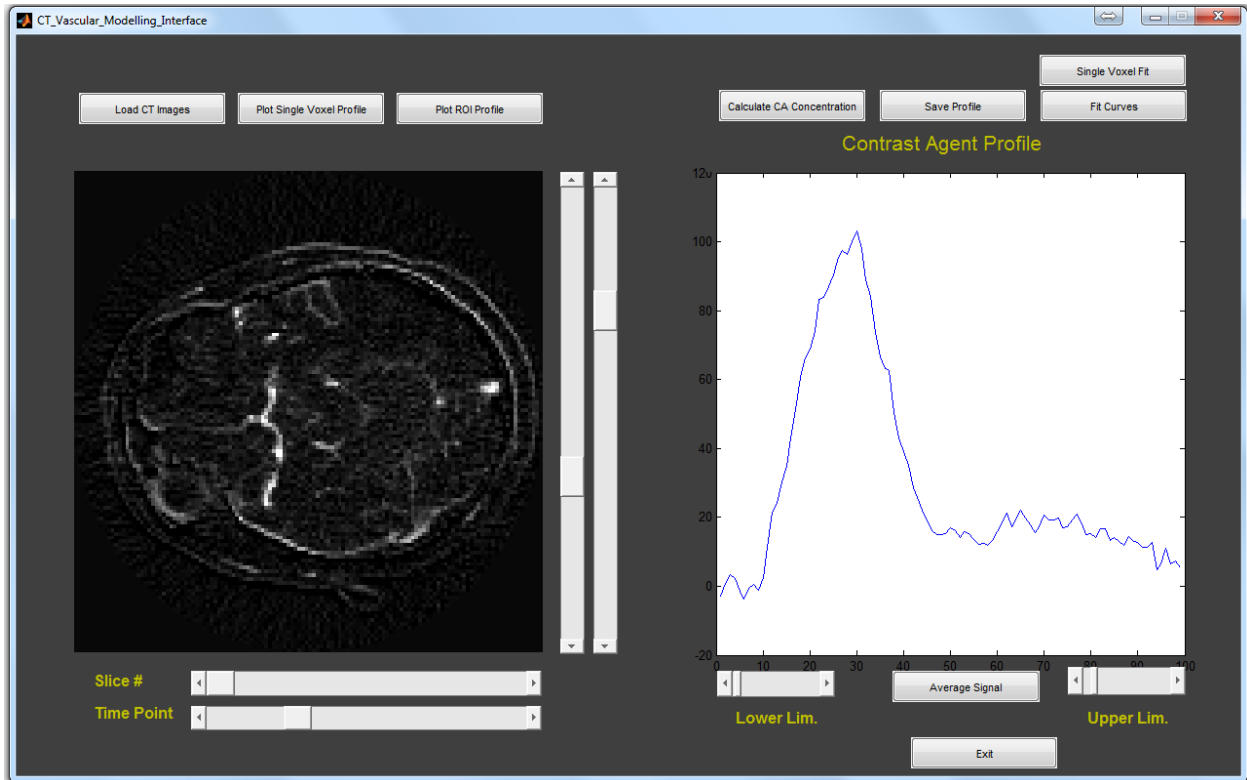 CT_Vascular_Modelling_Interface
Single Voxel Fit
Load CT Images
Plot Single Voxel Profile
Plot ROI Profile
Calculate CA Concentration
Save Profile
Fit Curves
Contrast Agent Profile
120
100
80
60
40
20
0
-20
0 10 20 30 40 50 60 70 80 90 100
Slice #
Time Point
Average Signal
Lower Lim.
Upper Lim.
Exit